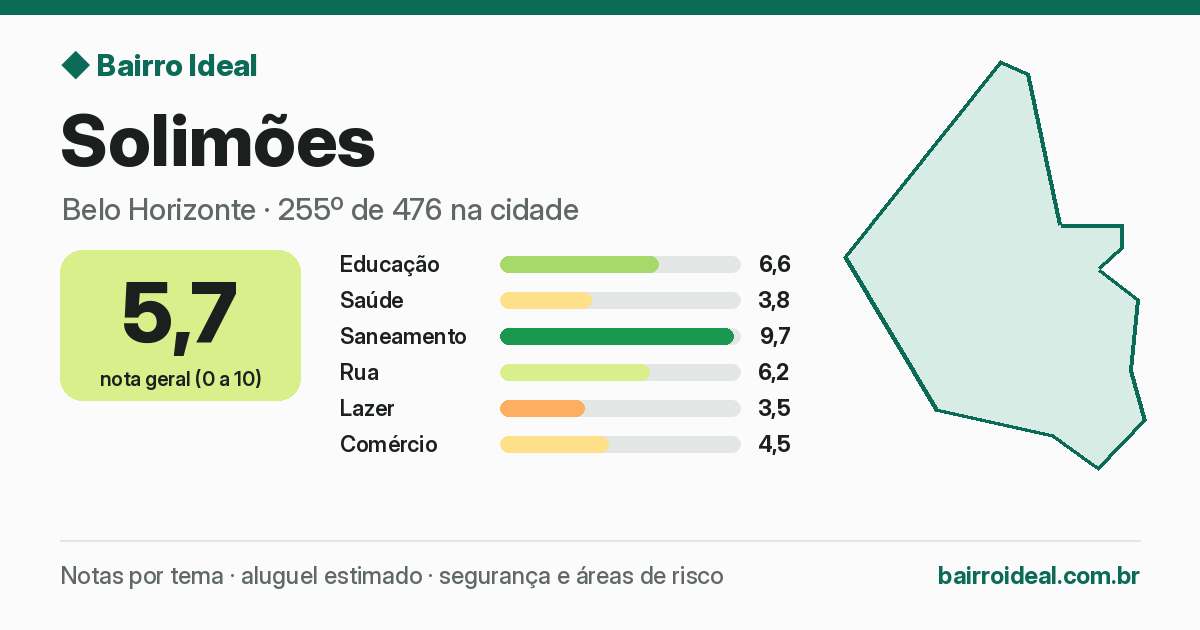 Bairro Ideal
Solimões
Belo Horizonte · 255º de 476 na cidade
5,7
nota geral (0 a 10)
Educação 6,6
Saúde 3,8
Saneamento 9,7
Rua 6,2
Lazer 3,5
Comércio 4,5
Notas por tema · aluguel estimado · segurança e áreas de risco
bairroideal.com.br